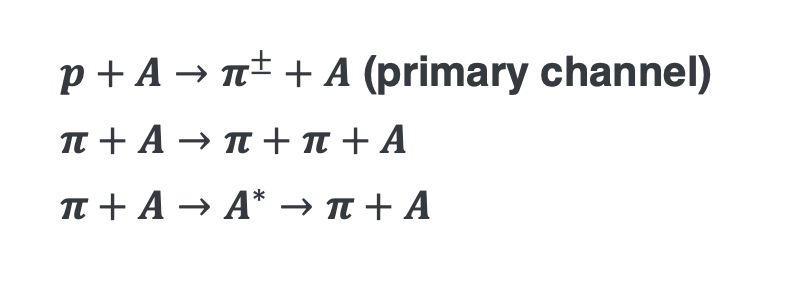 p + A → π± + A (primary channel)
π + A → π + π + A
π + A → A* → π + A